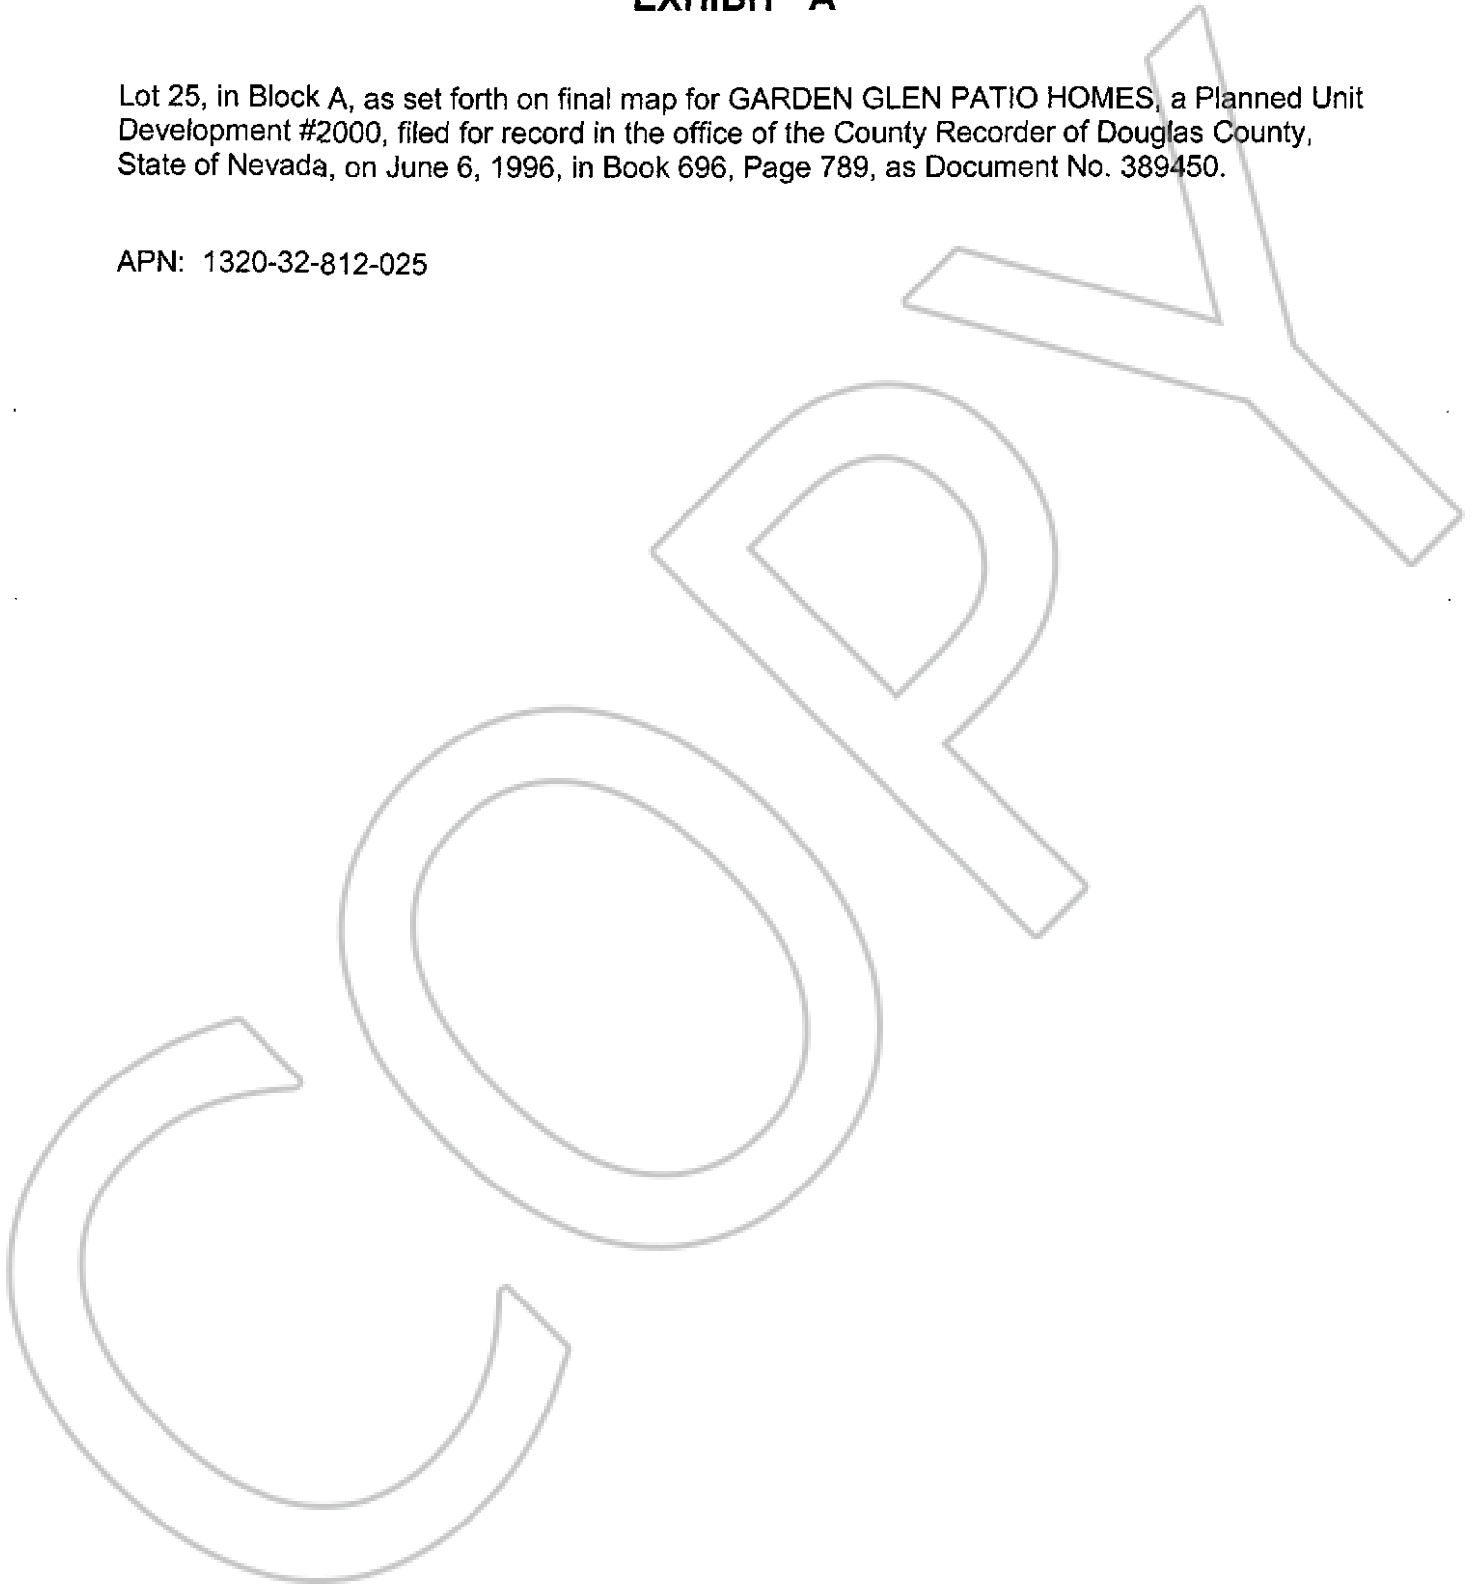 EXHIBIT "A"
Lot 25, in Block A, as set forth on final map for GARDEN GLEN PATIO HOMES, a Planned Unit
Development #2000, filed for record in the office of the County Recorder of Douglas County,
State of Nevada, on June 6, 1996, in Book 696, Page 789, as Document No. 389450.
APN: 1320-32-812-025
COPY